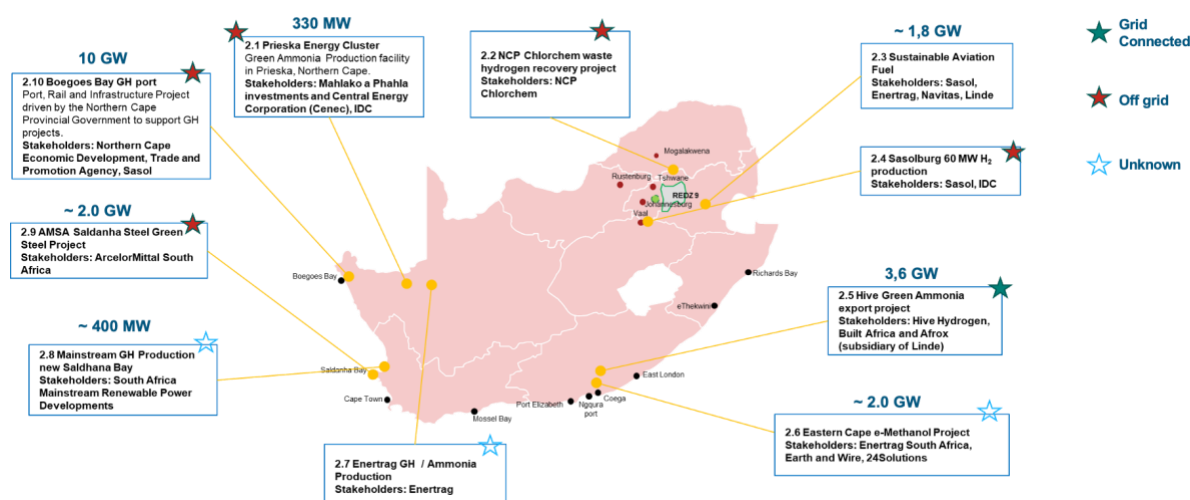 10 GW
2.10 Boegoes Bay GH port
Port, Rail and Infrastructure Project
driven by the Northern Cape
Provincial Government to support GH
projects.
Stakeholders: Northern Cape
Economic Development, Trade and
Promotion Agency, Sasol
330 MW
2.1 Prieska Energy Cluster
Green Ammonia Production facility
in Prieska, Northern Cape.
Stakeholders: Mahlako a Phahla
investments and Central Energy
Corporation (Cenec), IDC
2.2 NCP Chlorchem waste
hydrogen recovery project
Stakeholders: NCP
Chlorchem
~ 1,8 GW
2.3 Sustainable Aviation
Fuel
Stakeholders: Sasol,
Enertrag, Navitas, Linde
Grid
Connected
Off grid
Unknown
2.4 Sasolburg 60 MW H₂
production
Stakeholders: Sasol, IDC
~ 2.0 GW
2.9 AMSA Saldanha Steel Green
Steel Project
Stakeholders: ArcelorMittal South
Africa
~ 400 MW
2.8 Mainstream GH Production
new Saldhana Bay
Stakeholders: South Africa
Mainstream Renewable Power
Developments
3,6 GW
2.5 Hive Green Ammonia
export project
Stakeholders: Hive Hydrogen,
Built Africa and Afrox
(subsidiary of Linde)
~ 2.0 GW
2.6 Eastern Cape e-Methanol Project
Stakeholders: Enertrag South Africa,
Earth and Wire, 24Solutions
2.7 Enertrag GH / Ammonia
Production
Stakeholders: Enertrag
Mogalakwena
Rustenburg
Tshwane
REDZ 9
Johannesburg
Vaal
Boegoes Bay
Richards Bay
eThekwini
Saldonha Bay
Cape Town
Mossel Bay
Port Elizabeth
Ngqura
port
Coega
East London